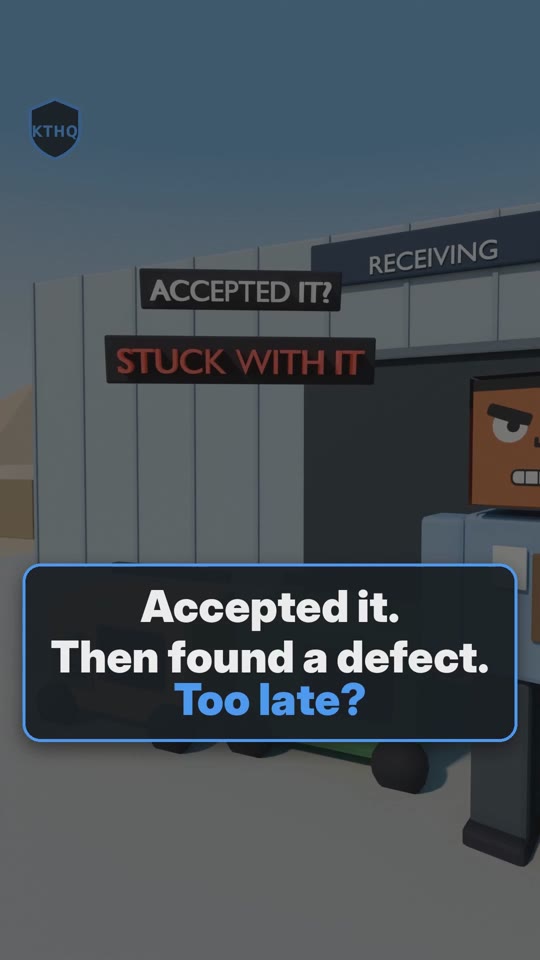 KTHQ
RECEIVING
ACCEPTED IT?
STUCK WITH IT
Accepted it.
Then found a defect.
Too late?